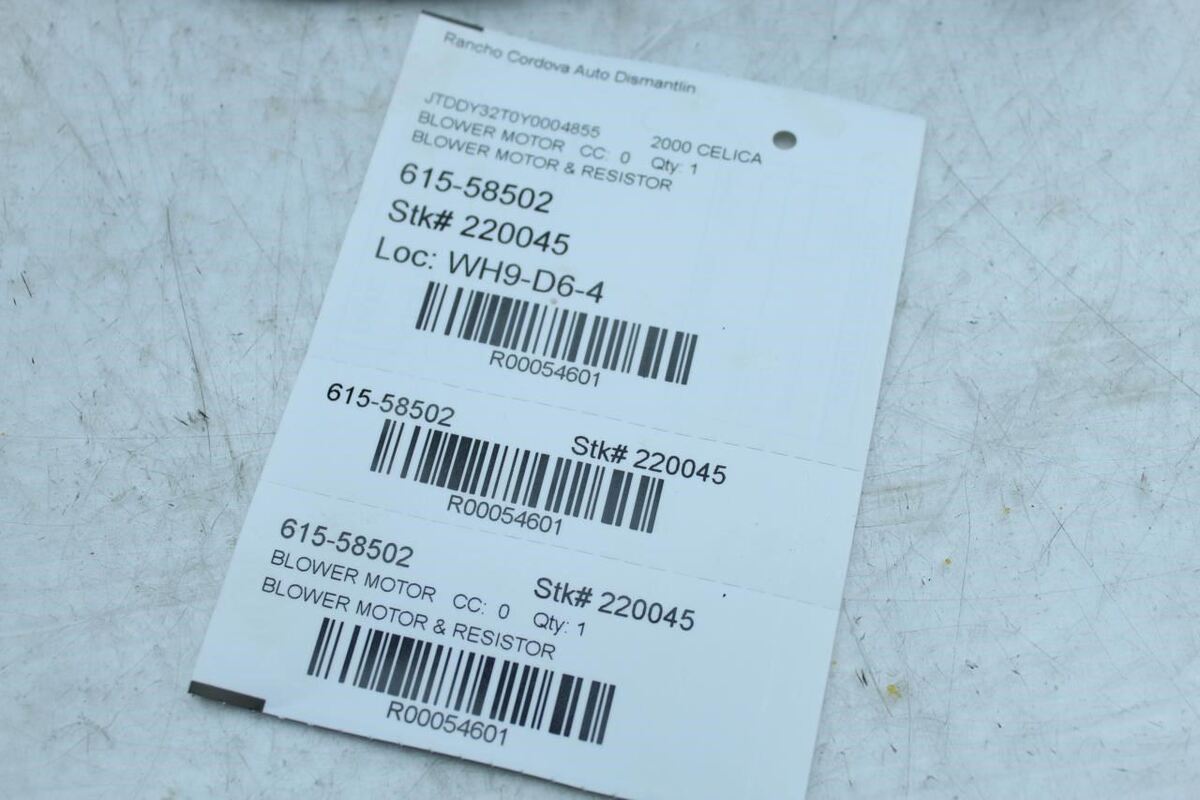 Rancho Cordova Auto Dismantlin
JTDDY32T0Y0004855 2000 CELICA
BLOWER MOTOR CC: 0 Qty: 1
BLOWER MOTOR & RESISTOR
615-58502
Stk# 220045
Loc: WH9-D6-4
R00054601
615-58502 Stk# 220045
R00054601
615-58502 Stk# 220045
BLOWER MOTOR CC: 0 Qty: 1
BLOWER MOTOR & RESISTOR
R00054601